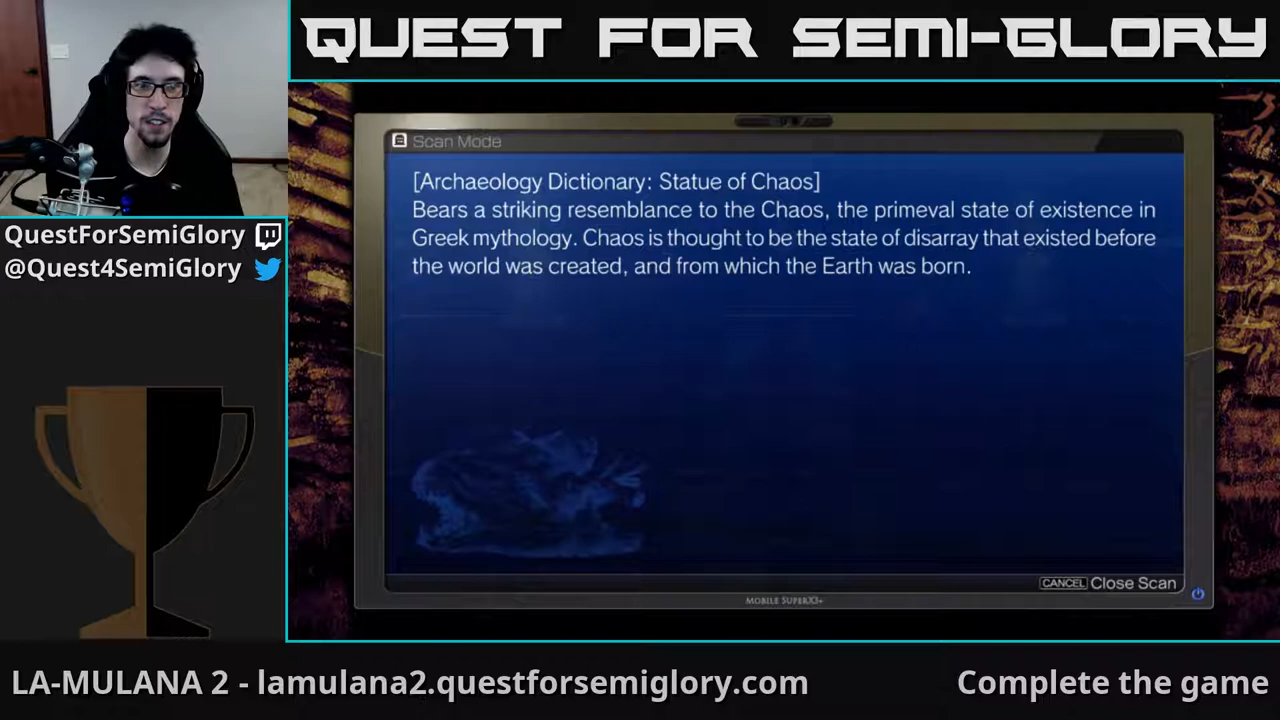 QUEST FOR SEMI-GLORY
Scan Mode
[Archaeology Dictionary: Statue of Chaos]
Bears a striking resemblance to the Chaos, the primeval state of existence in
Greek mythology. Chaos is thought to be the state of disarray that existed before
the world was created, and from which the Earth was born.
QuestForSemiGlory
@Quest4SemiGlory
CANCEL Close Scan
MOBILE SUPERX3+
LA-MULANA 2 - lamulana2.questforsemiglory.com
Complete the game